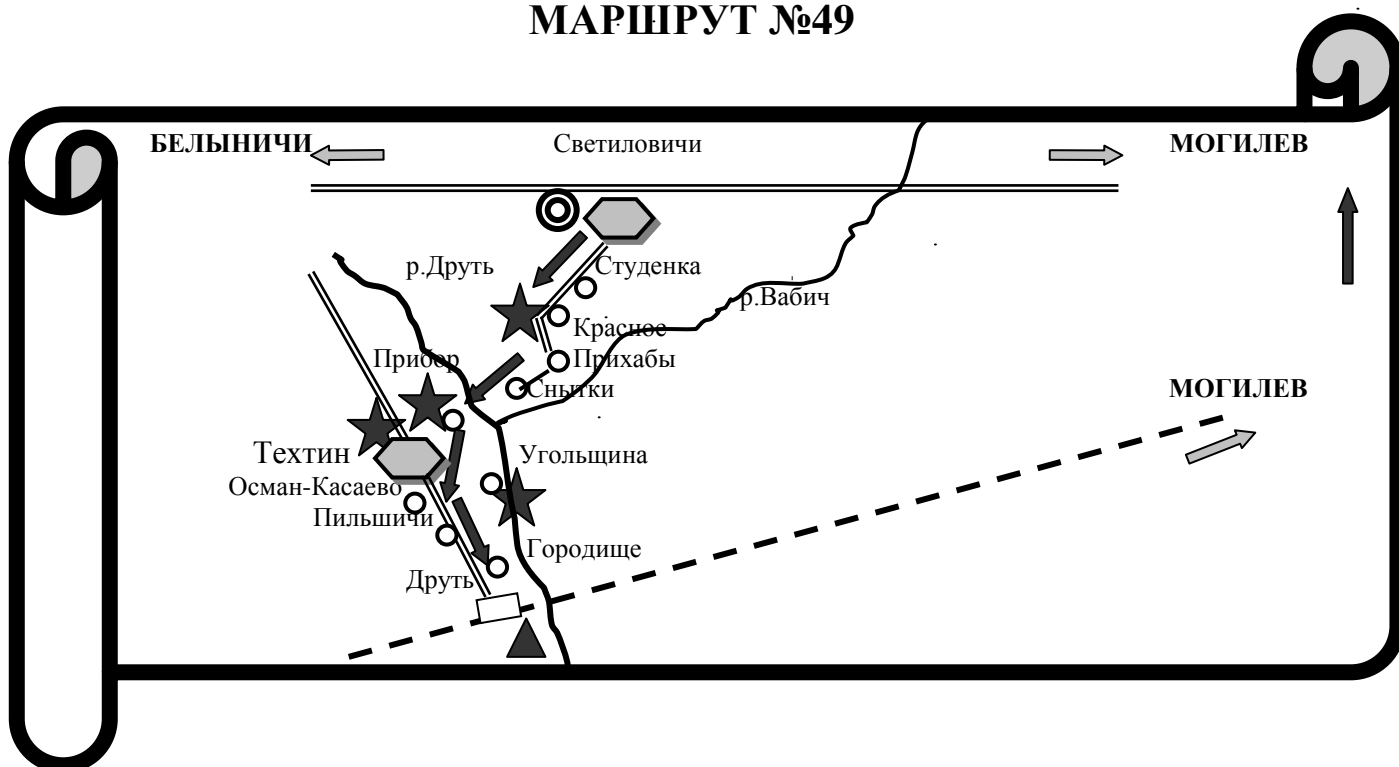 МАРШРУТ №49
БЕЛЫНИЧИ
Светиловичи
МОГИЛЕВ
р.Друть
Студенка
р.Вабич
Красное
Прибор
Прихабы
Снытки
МОГИЛЕВ
Техтин
Угольщина
Осман-Касаево
Пильшичи
Городище
Друть